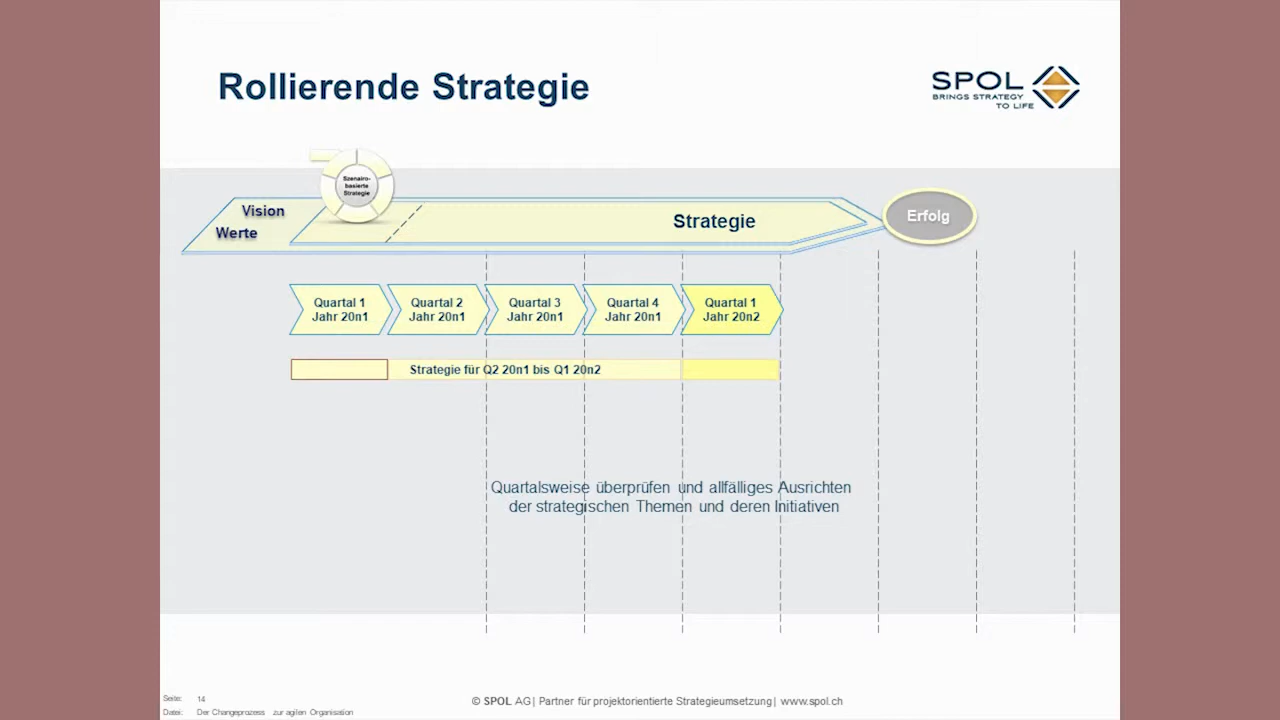 Rollierende Strategie
SPOL
BRINGS STRATEGY
TO LIFE
Szenairo-
basierte
Strategie
Vision
Werte
Strategie
Erfolg
Quartal 1
Jahr 20n1
Quartal 2
Jahr 20n1
Quartal 3
Jahr 20n1
Quartal 4
Jahr 20n1
Quartal 1
Jahr 20n2
Strategie für Q2 20n1 bis Q1 20n2
Quartalsweise überprüfen und allfälliges Ausrichten
der strategischen Themen und deren Initiativen
Seite: 14
Datei: Der Changeprozess zur agilen Organisation
© SPOL AG| Partner für projektorientierte Strategieumsetzung| www.spol.ch